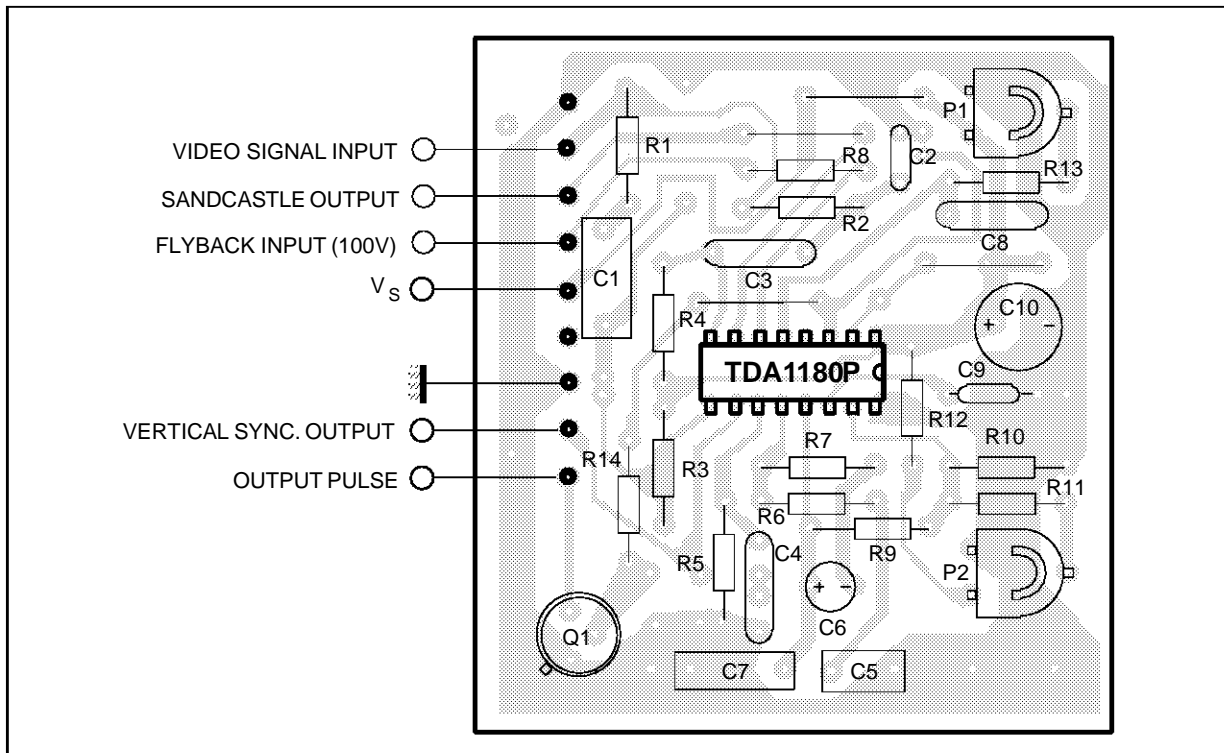 P1
VIDEO SIGNAL INPUT
R1
R8
C2
R13
SANDCASTLE OUTPUT
R2
C8
FLYBACK INPUT (100V)
C1
C3
V S
R4
C10
+ −
TDA1180P
C9
R12
VERTICAL SYNC. OUTPUT
R7
R10
R14
R3
OUTPUT PULSE
R11
R6
R9
R5
C4
P2
+ −
C6
Q1
C7
C5